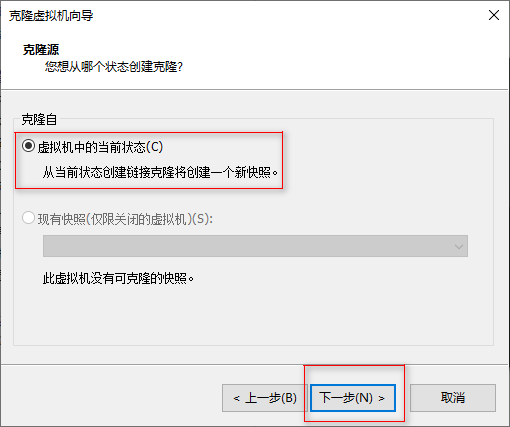 克隆虚拟机向导
克隆源
您想从哪个状态创建克隆?
克隆自
虚拟机中的当前状态(C)
从当前状态创建链接克隆将创建一个新快照。
现有快照(仅限关闭的虚拟机)(S):
此虚拟机没有可克隆的快照。
< 上一步(B) 下一步(N) > 取消